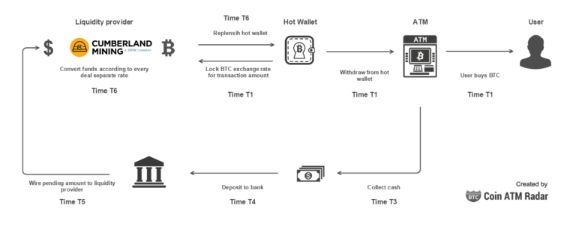 Liquidity provider
Time T6
Hot Wallet
ATM
User
Replensih hot wallet
ATM
$
CUMBERLAND
MINING
Convert funds according to every
deal separate rate
Time T6
Lock BTC exchange rate
for transaction amount
Time T1
Withdraw from hot
wallet
Time T1
User buys BTC
Time T1
Wire pending amount to liquidity
provider
Time T5
Deposit to bank
Time T4
Collect cash
Time T3
Created by
BTC Coin ATM Radar